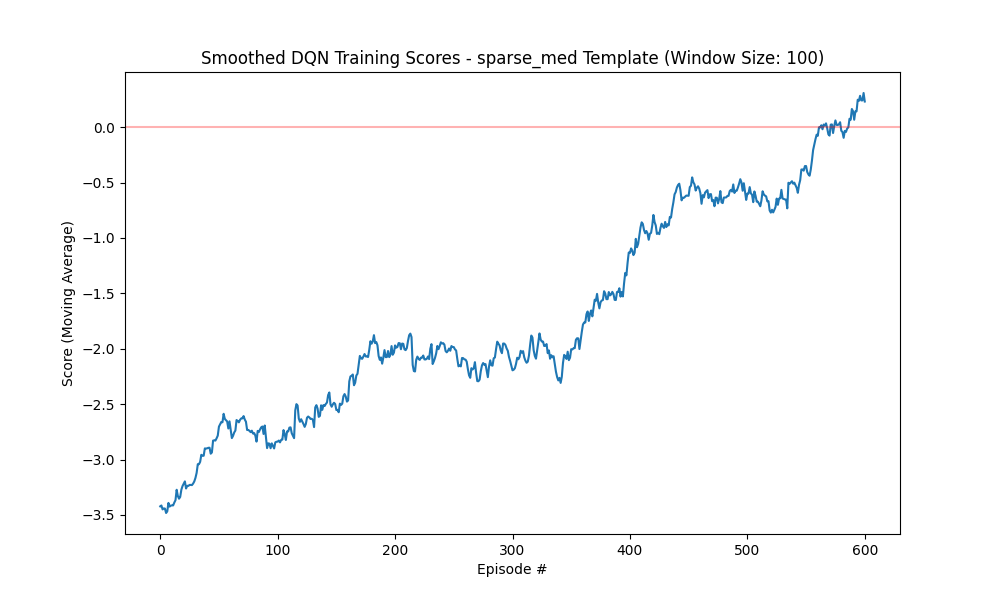 Smoothed DQN Training Scores - sparse_med Template (Window Size: 100)
Score (Moving Average)
0.0
−0.5
−1.0
−1.5
−2.0
−2.5
−3.0
−3.5
0 100 200 300 400 500 600
Episode #